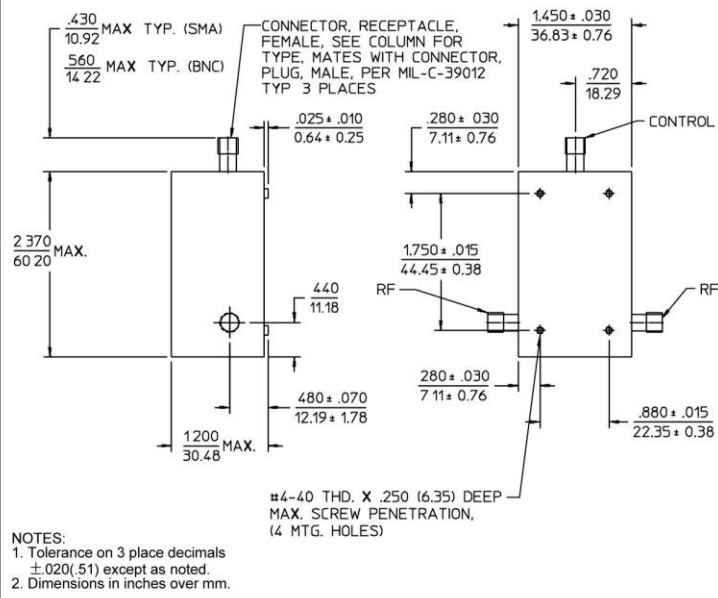 .430
10.92 MAX TYP. (SMA)
560
14 22 MAX TYP. (BNC)
CONNECTOR, RECEPTACLE,
FEMALE, SEE COLUMN FOR
TYPE, MATES WITH CONNECTOR,
PLUG, MALE, PER MIL-C-39012
TYP 3 PLACES
.025± .010
0.64± 0.25
2 370
60 20 MAX.
440
11.18
480± .070
12.19± 1.78
1 200
30.48 MAX.
1.450± .030
36.83± 0.76
.720
18.29
CONTROL
.280± 030
7.11± 0.76
1.750± .015
44.45± 0.38
RF
RF
280± .030
7 11± 0.76
.880± .015
22.35± 0.38
#4-40 THD. X .250 (6.35) DEEP
MAX. SCREW PENETRATION,
(4 MTG. HOLES)
NOTES:
1. Tolerance on 3 place decimals
±.020(.51) except as noted.
2. Dimensions in inches over mm.